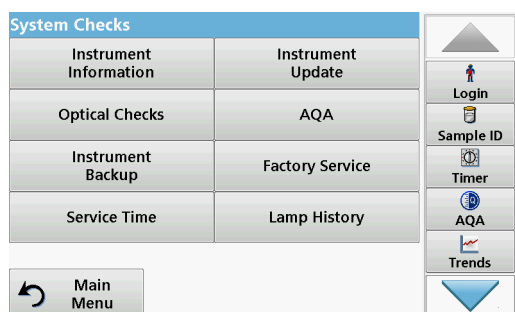 System Checks
Instrument
Information
Instrument
Update
Optical Checks
AQA
Instrument
Backup
Factory Service
Service Time
Lamp History
Main
Menu
Login
Sample ID
Timer
AQA
Trends